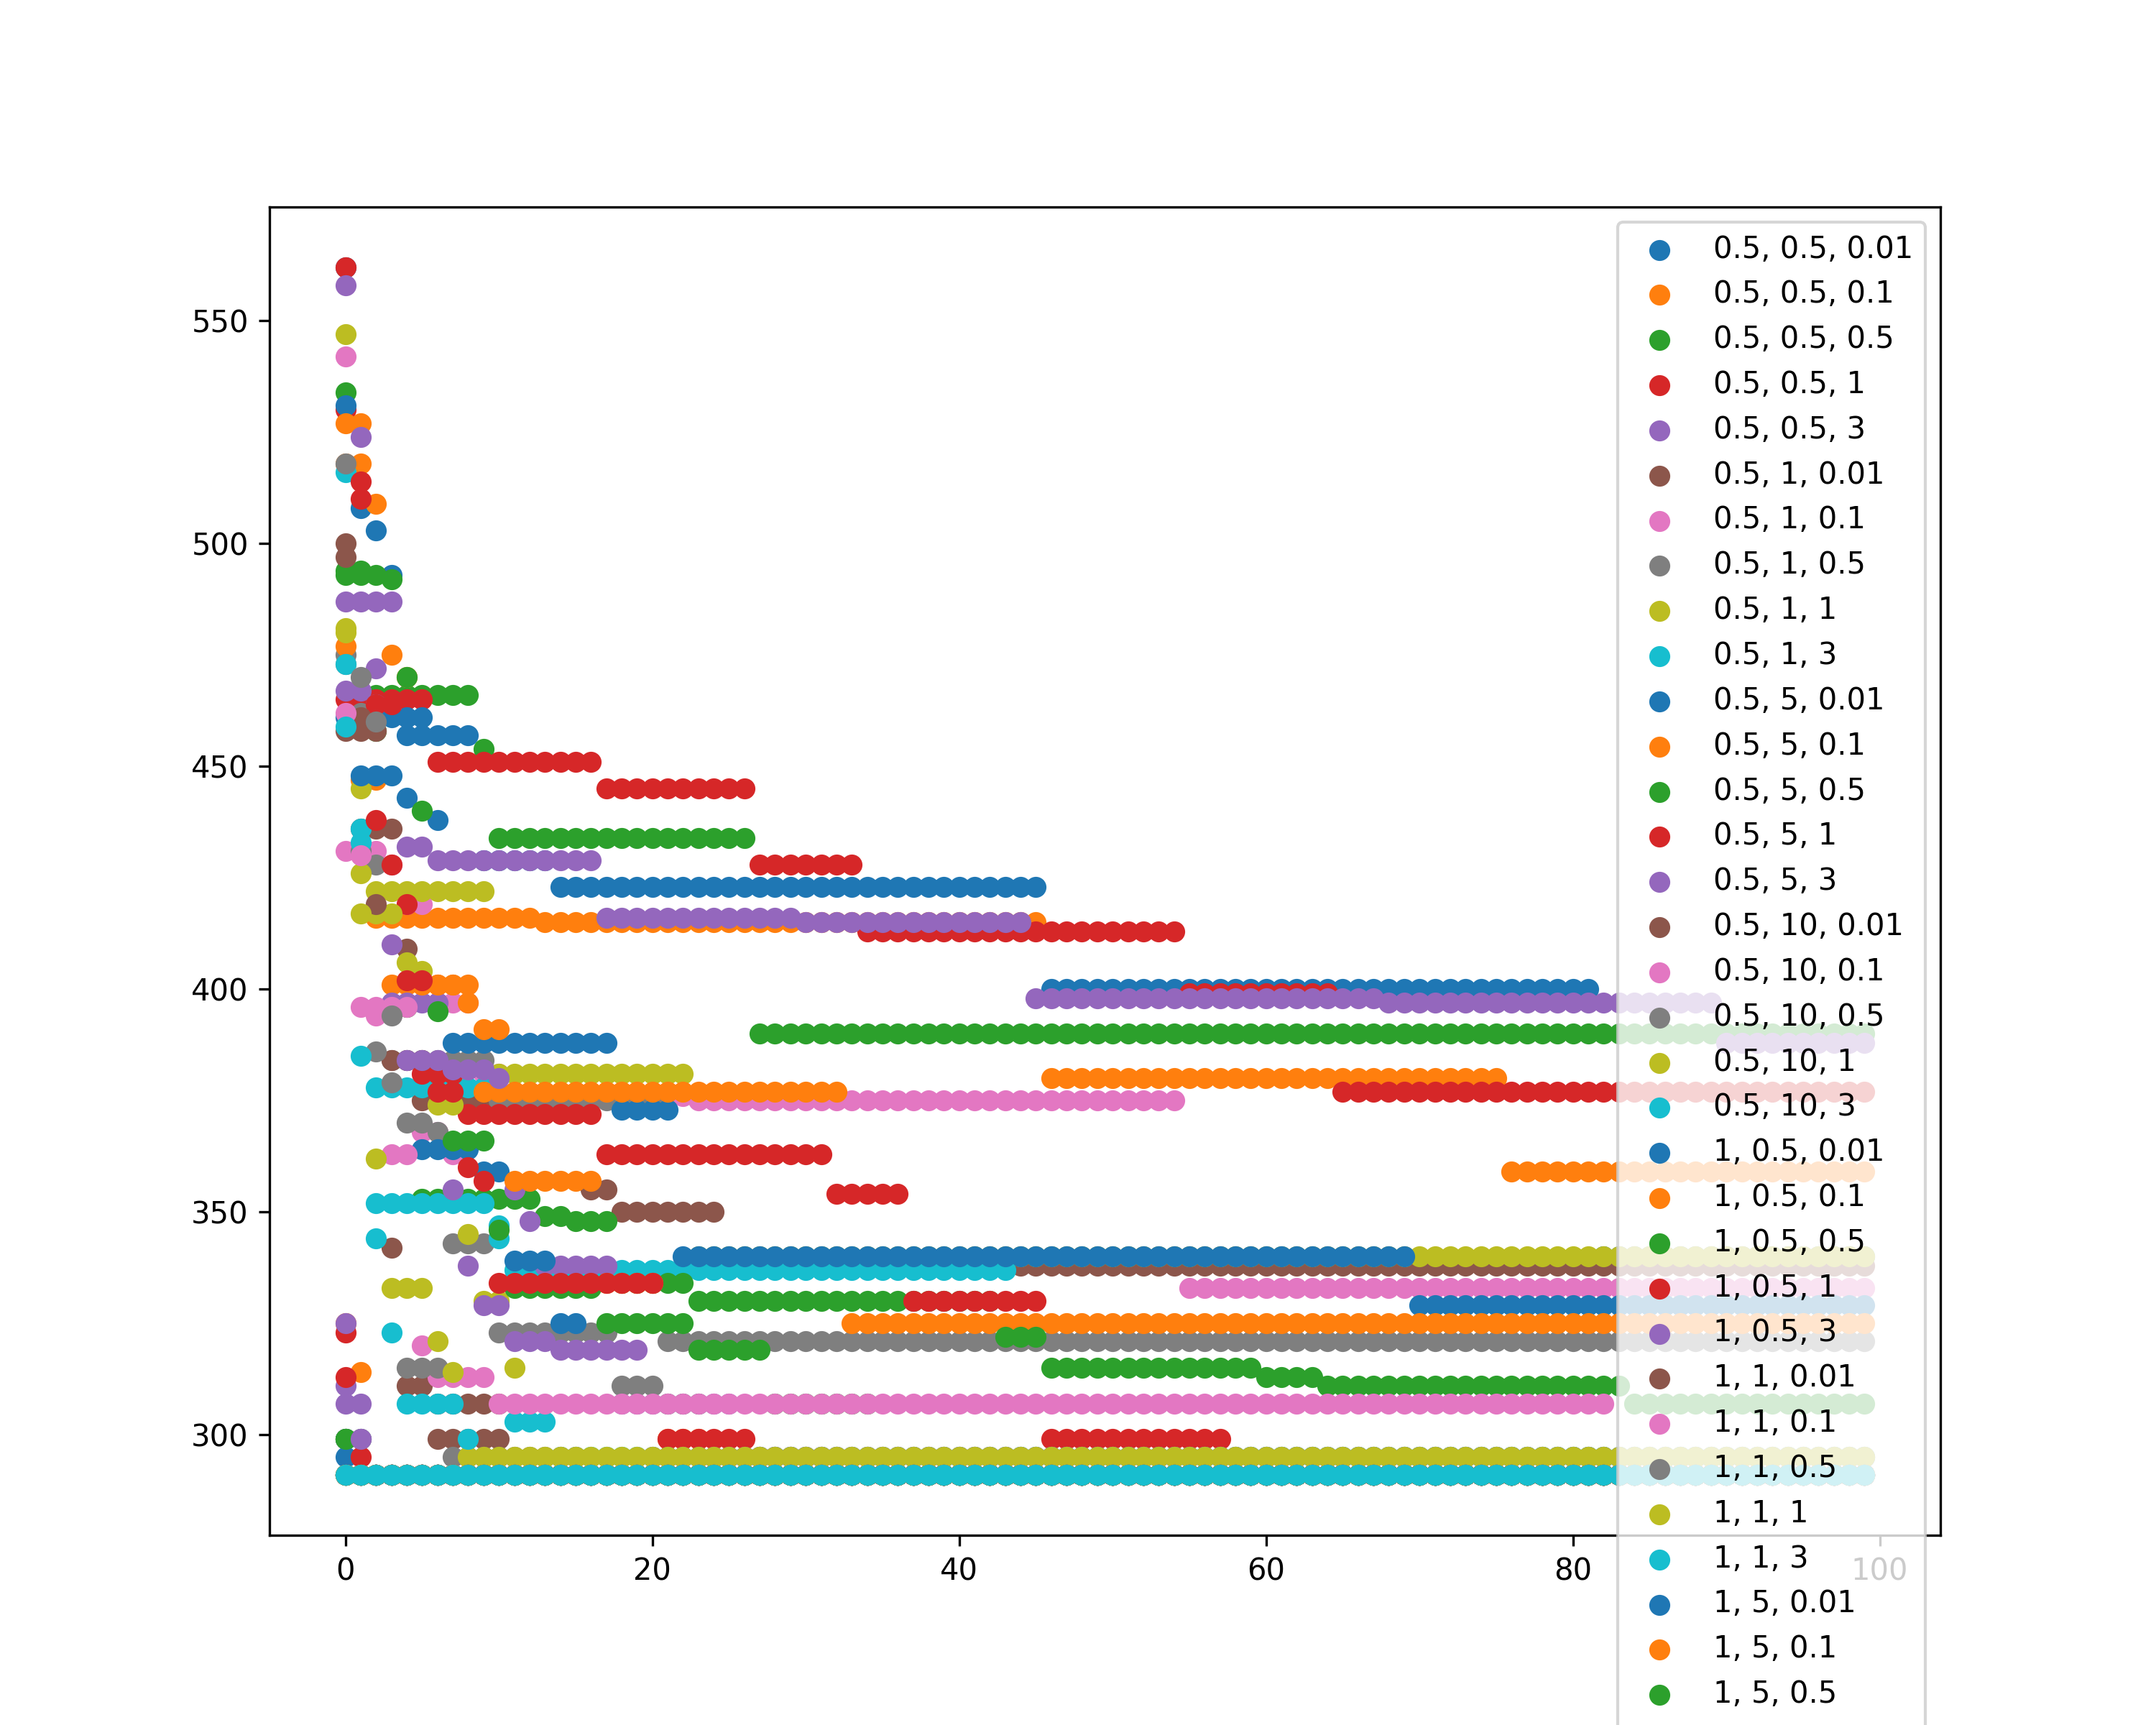 550
500
450
400
350
300
0 20 40 60 80 100
0.5, 0.5, 0.01
0.5, 0.5, 0.1
0.5, 0.5, 0.5
0.5, 0.5, 1
0.5, 0.5, 3
0.5, 1, 0.01
0.5, 1, 0.1
0.5, 1, 0.5
0.5, 1, 1
0.5, 1, 3
0.5, 5, 0.01
0.5, 5, 0.1
0.5, 5, 0.5
0.5, 5, 1
0.5, 5, 3
0.5, 10, 0.01
0.5, 10, 0.1
0.5, 10, 0.5
0.5, 10, 1
0.5, 10, 3
1, 0.5, 0.01
1, 0.5, 0.1
1, 0.5, 0.5
1, 0.5, 1
1, 0.5, 3
1, 1, 0.01
1, 1, 0.1
1, 1, 0.5
1, 1, 1
1, 1, 3
1, 5, 0.01
1, 5, 0.1
1, 5, 0.5